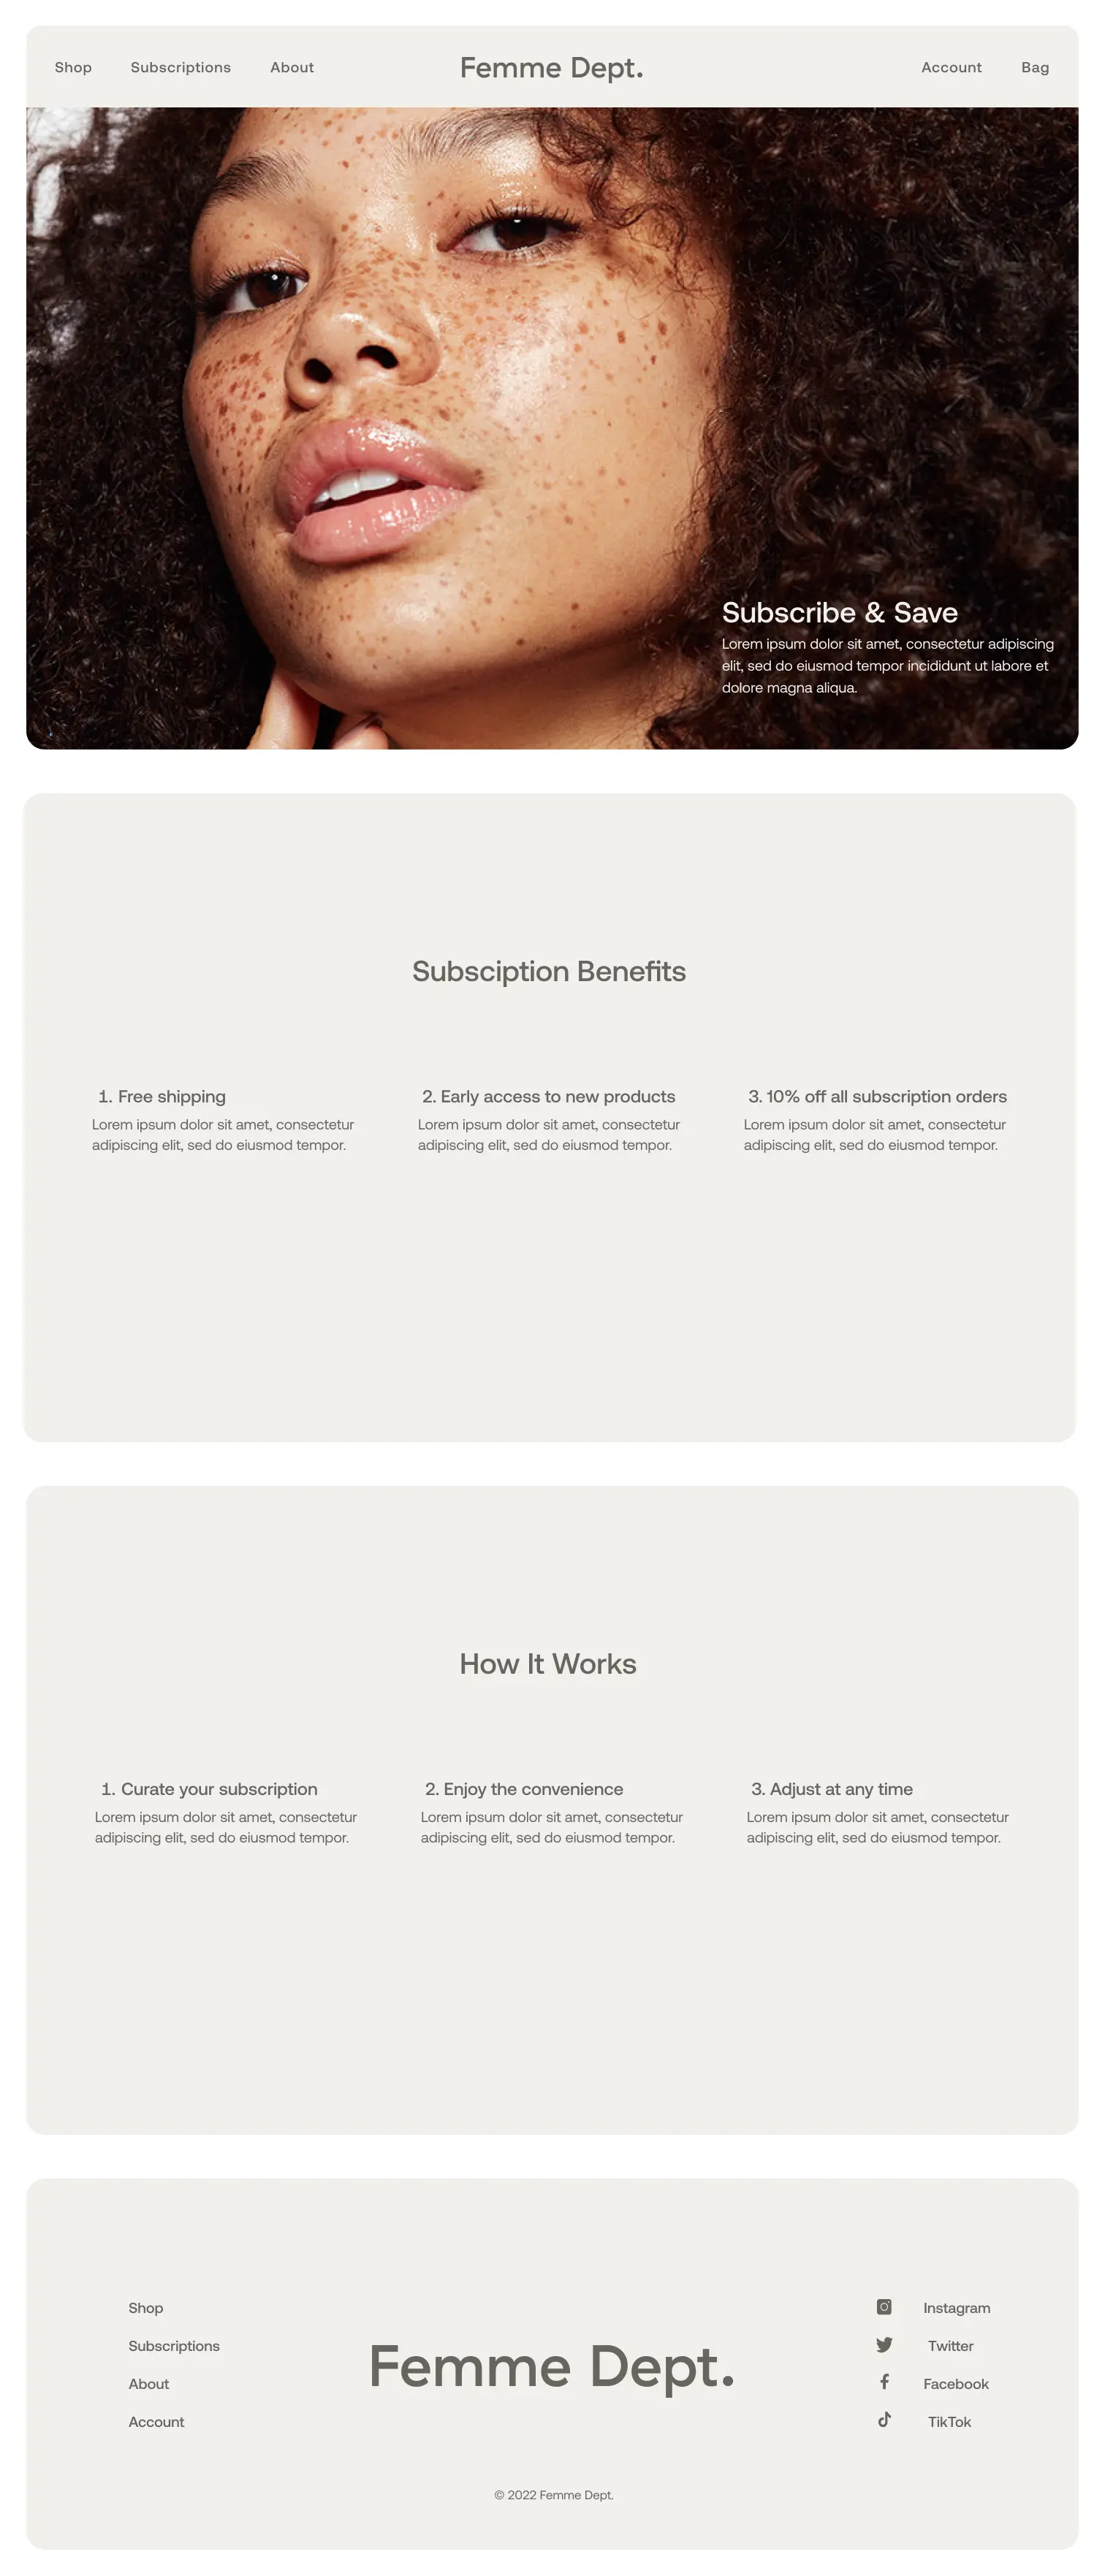 Shop Subscriptions About Femme Dept. Account Bag
Subscribe & Save
Lorem ipsum dolor sit amet, consectetur adipiscing
elit, sed do eiusmod tempor incididunt ut labore et
dolore magna aliqua.
Subsciption Benefits
1. Free shipping
Lorem ipsum dolor sit amet, consectetur
adipiscing elit, sed do eiusmod tempor.
2. Early access to new products
Lorem ipsum dolor sit amet, consectetur
adipiscing elit, sed do eiusmod tempor.
3. 10% off all subscription orders
Lorem ipsum dolor sit amet, consectetur
adipiscing elit, sed do eiusmod tempor.
How It Works
1. Curate your subscription
Lorem ipsum dolor sit amet, consectetur
adipiscing elit, sed do eiusmod tempor.
2. Enjoy the convenience
Lorem ipsum dolor sit amet, consectetur
adipiscing elit, sed do eiusmod tempor.
3. Adjust at any time
Lorem ipsum dolor sit amet, consectetur
adipiscing elit, sed do eiusmod tempor.
Shop
Subscriptions
About
Account
Femme Dept.
Instagram
Twitter
Facebook
TikTok
© 2022 Femme Dept.